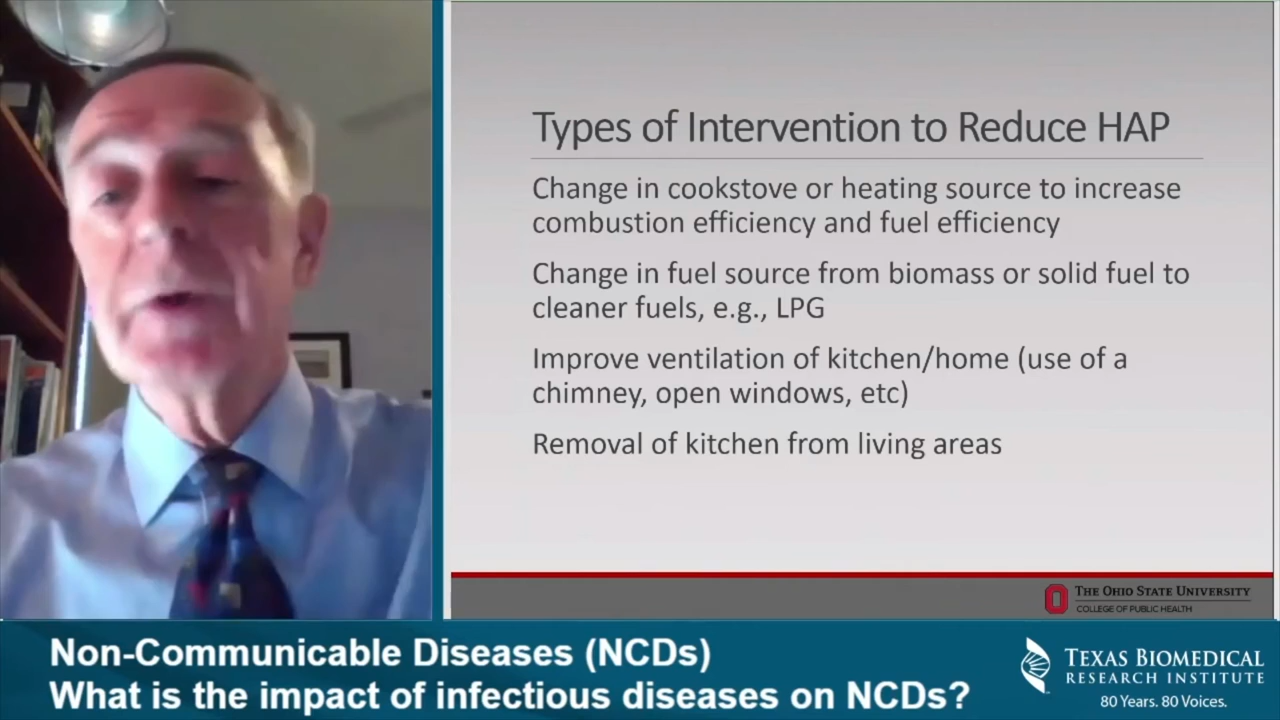 Types of Intervention to Reduce HAP
Change in cookstove or heating source to increase
combustion efficiency and fuel efficiency
Change in fuel source from biomass or solid fuel to
cleaner fuels, e.g., LPG
Improve ventilation of kitchen/home (use of a
chimney, open windows, etc)
Removal of kitchen from living areas
THE OHIO STATE UNIVERSITY
COLLEGE OF PUBLIC HEALTH
Non-Communicable Diseases (NCDs)
What is the impact of infectious diseases on NCDs?
TEXAS BIOMEDICAL
RESEARCH INSTITUTE
80 Years. 80 Voices.